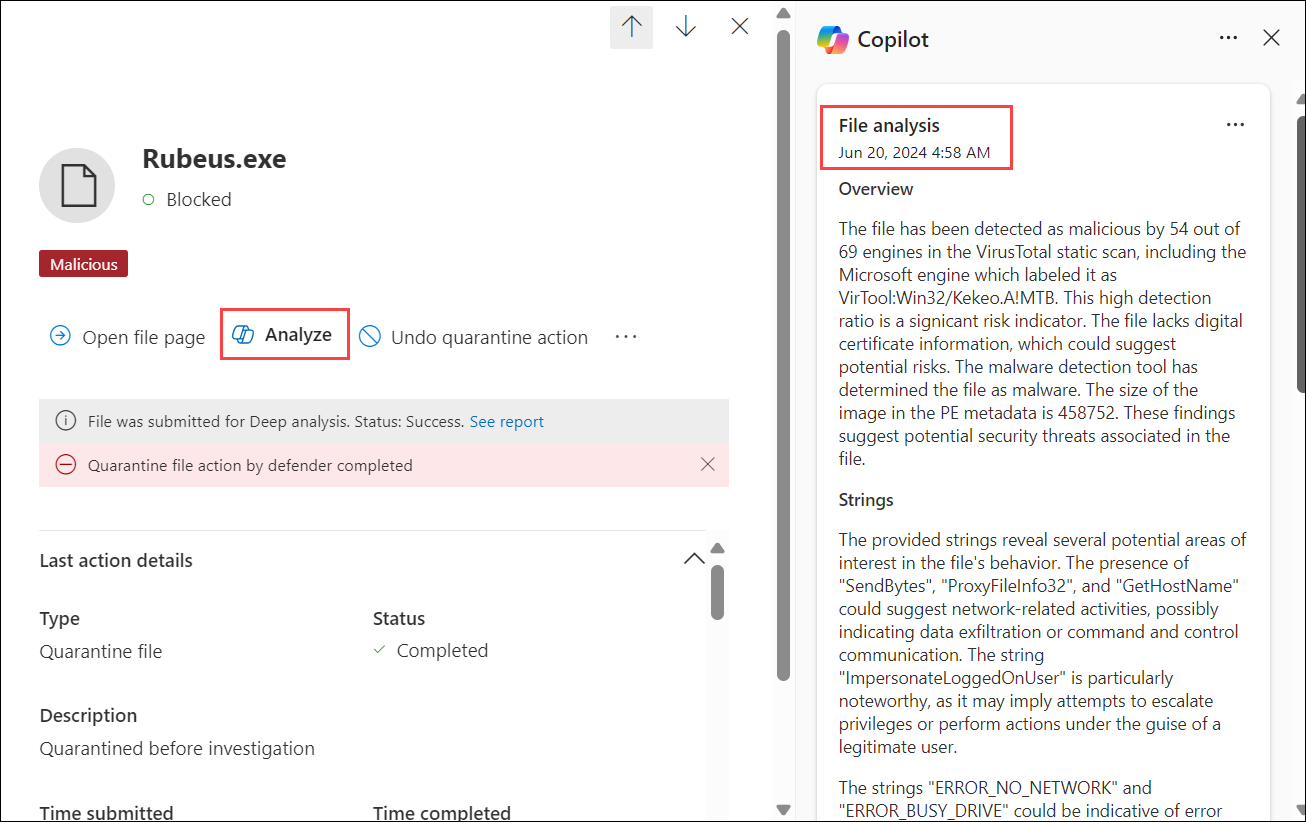 Rubeus.exe
Blocked
Malicious
Open file page
Analyze
Undo quarantine action
File was submitted for Deep analysis. Status: Success. See report
Quarantine file action by defender completed
Last action details
Type
Status
Quarantine file
Completed
Description
Quarantined before investigation
Time submitted
Time completed
Copilot
File analysis
Jun 20, 2024 4:58 AM
Overview
The file has been detected as malicious by 54 out of
69 engines in the VirusTotal static scan, including the
Microsoft engine which labeled it as
VirTool:Win32/Kekeo.A!MTB. This high detection
ratio is a signicant risk indicator. The file lacks digital
certificate information, which could suggest
potential risks. The malware detection tool has
determined the file as malware. The size of the
image in the PE metadata is 458752. These findings
suggest potential security threats associated in the
file.
Strings
The provided strings reveal several potential areas of
interest in the file's behavior. The presence of
"SendBytes", "ProxyFileInfo32", and "GetHostName"
could suggest network-related activities, possibly
indicating data exfiltration or command and control
communication. The string
"ImpersonateLoggedOnUser" is particularly
noteworthy, as it may imply attempts to escalate
privileges or perform actions under the guise of a
legitimate user.
The strings "ERROR_NO_NETWORK" and
"ERROR_BUSY_DRIVE" could be indicative of error